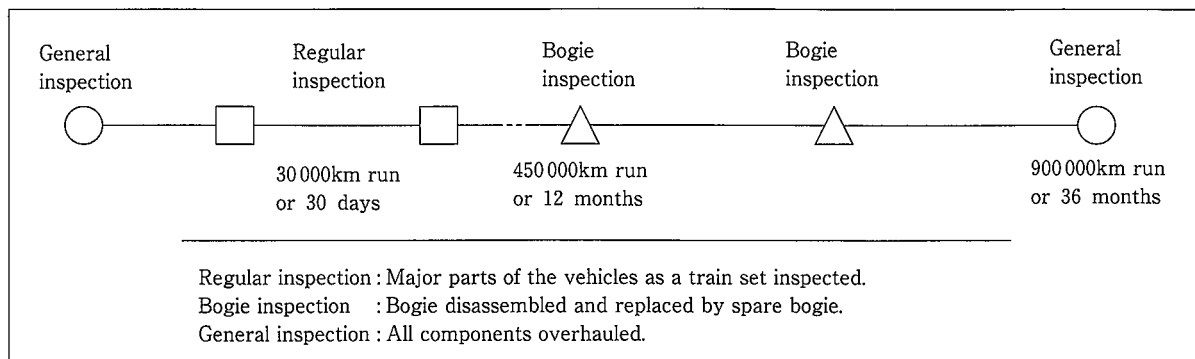 General inspection
Regular inspection
Bogie inspection
Bogie inspection
General inspection
30 000km run or 30 days
450 000km run or 12 months
900 000km run or 36 months
Regular inspection : Major parts of the vehicles as a train set inspected.
Bogie inspection : Bogie disassembled and replaced by spare bogie.
General inspection : All components overhauled.